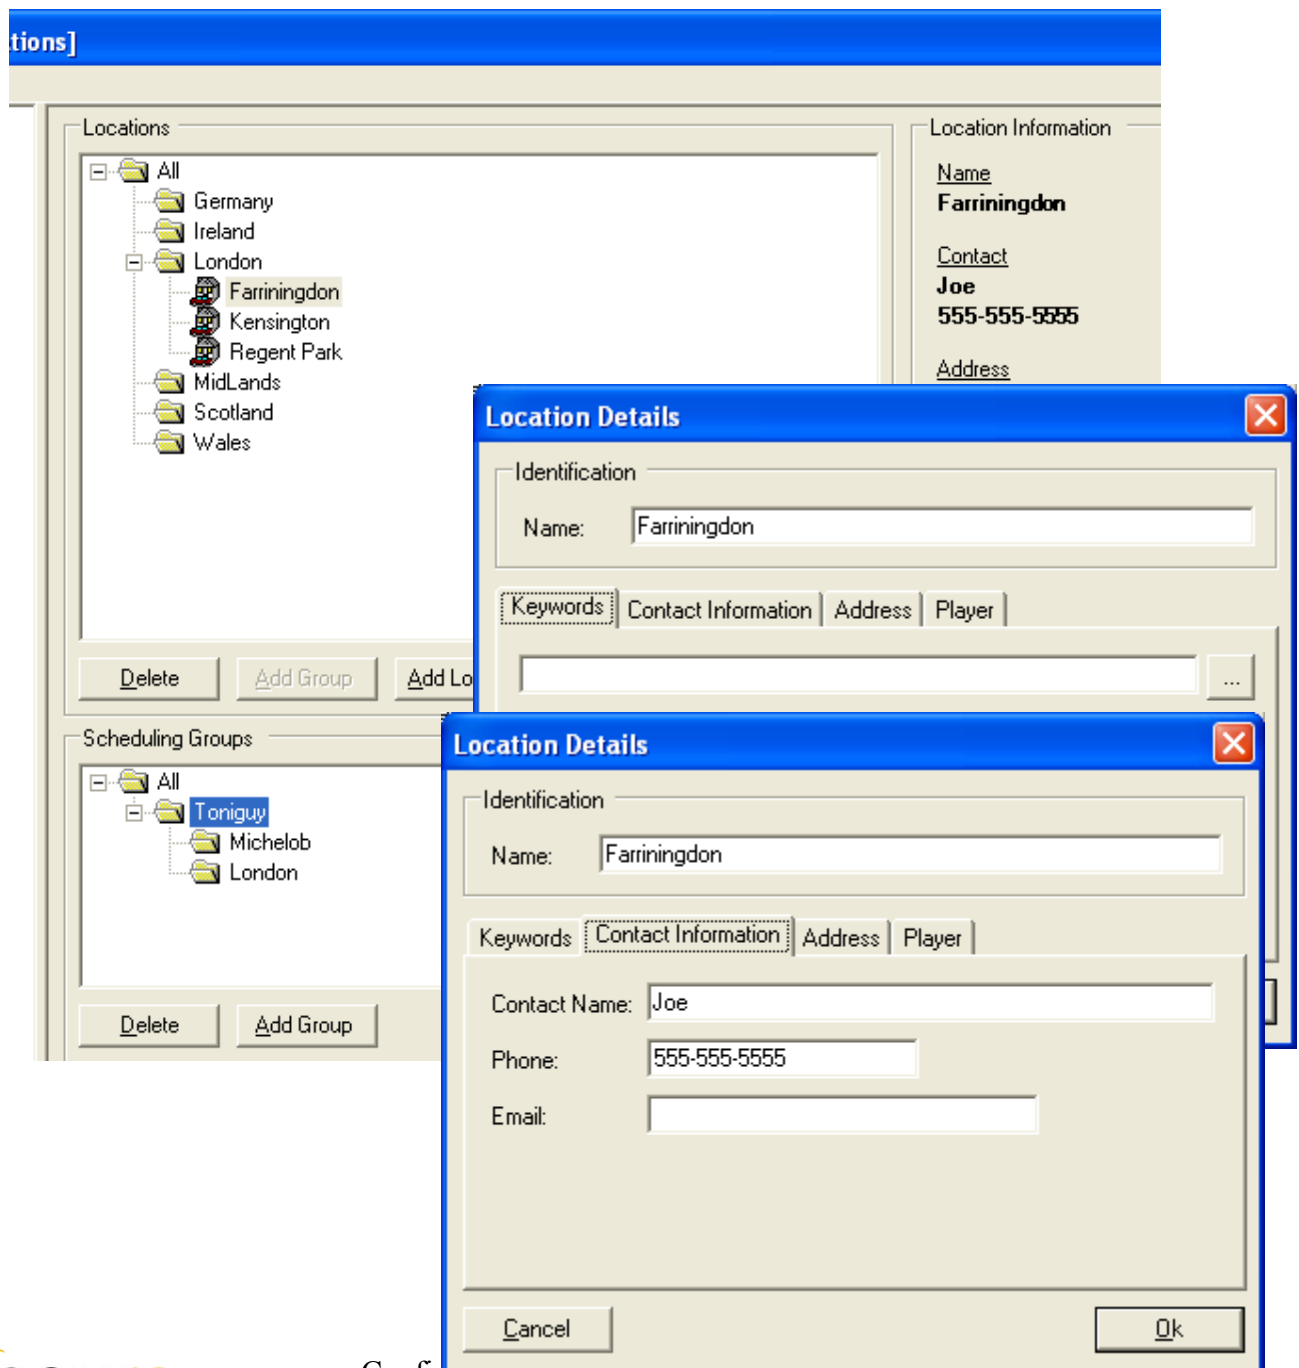 tions]
Locations
All
Germany
Ireland
London
Farriningdon
Kensington
Regent Park
MidLands
Scotland
Wales
Delete
Add Group
Add Lo
Location Information
Name
Farriningdon
Contact
Joe
555-555-5555
Address
Scheduling Groups
All
Toniguy
Michelob
London
Delete
Add Group
Location Details
Identification
Name: Farriningdon
Keywords Contact Information Address Player
...
Location Details
Identification
Name: Farriningdon
Keywords Contact Information Address Player
Contact Name: Joe
Phone: 555-555-5555
Email:
Cancel Ok